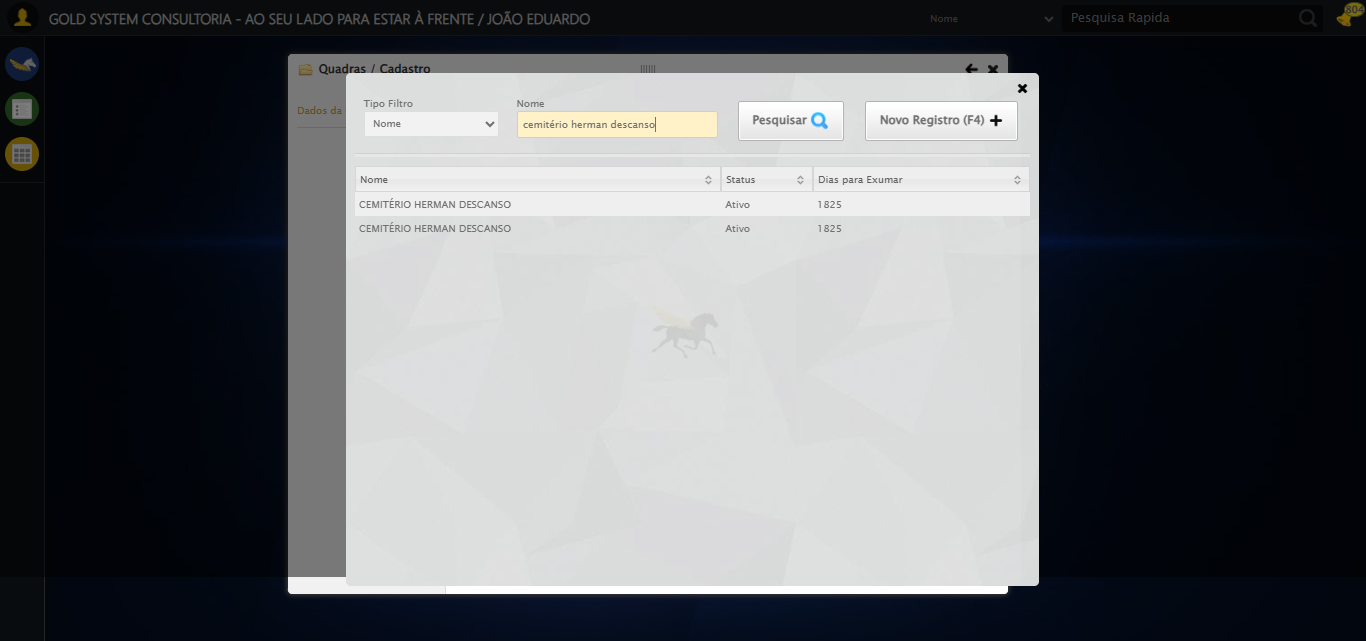 GOLD SYSTEM CONSULTORIA - AO SEU LADO PARA ESTAR À FRENTE / JOÃO EDUARDO
Nome
Pesquisa Rapida
804
Quadras / Cadastro
Dados da
Tipo Filtro
Nome
Nome
cemitério herman descanso
Pesquisar
Novo Registro (F4)
Nome Status Dias para Exumar
CEMITÉRIO HERMAN DESCANSO Ativo 1825
CEMITÉRIO HERMAN DESCANSO Ativo 1825